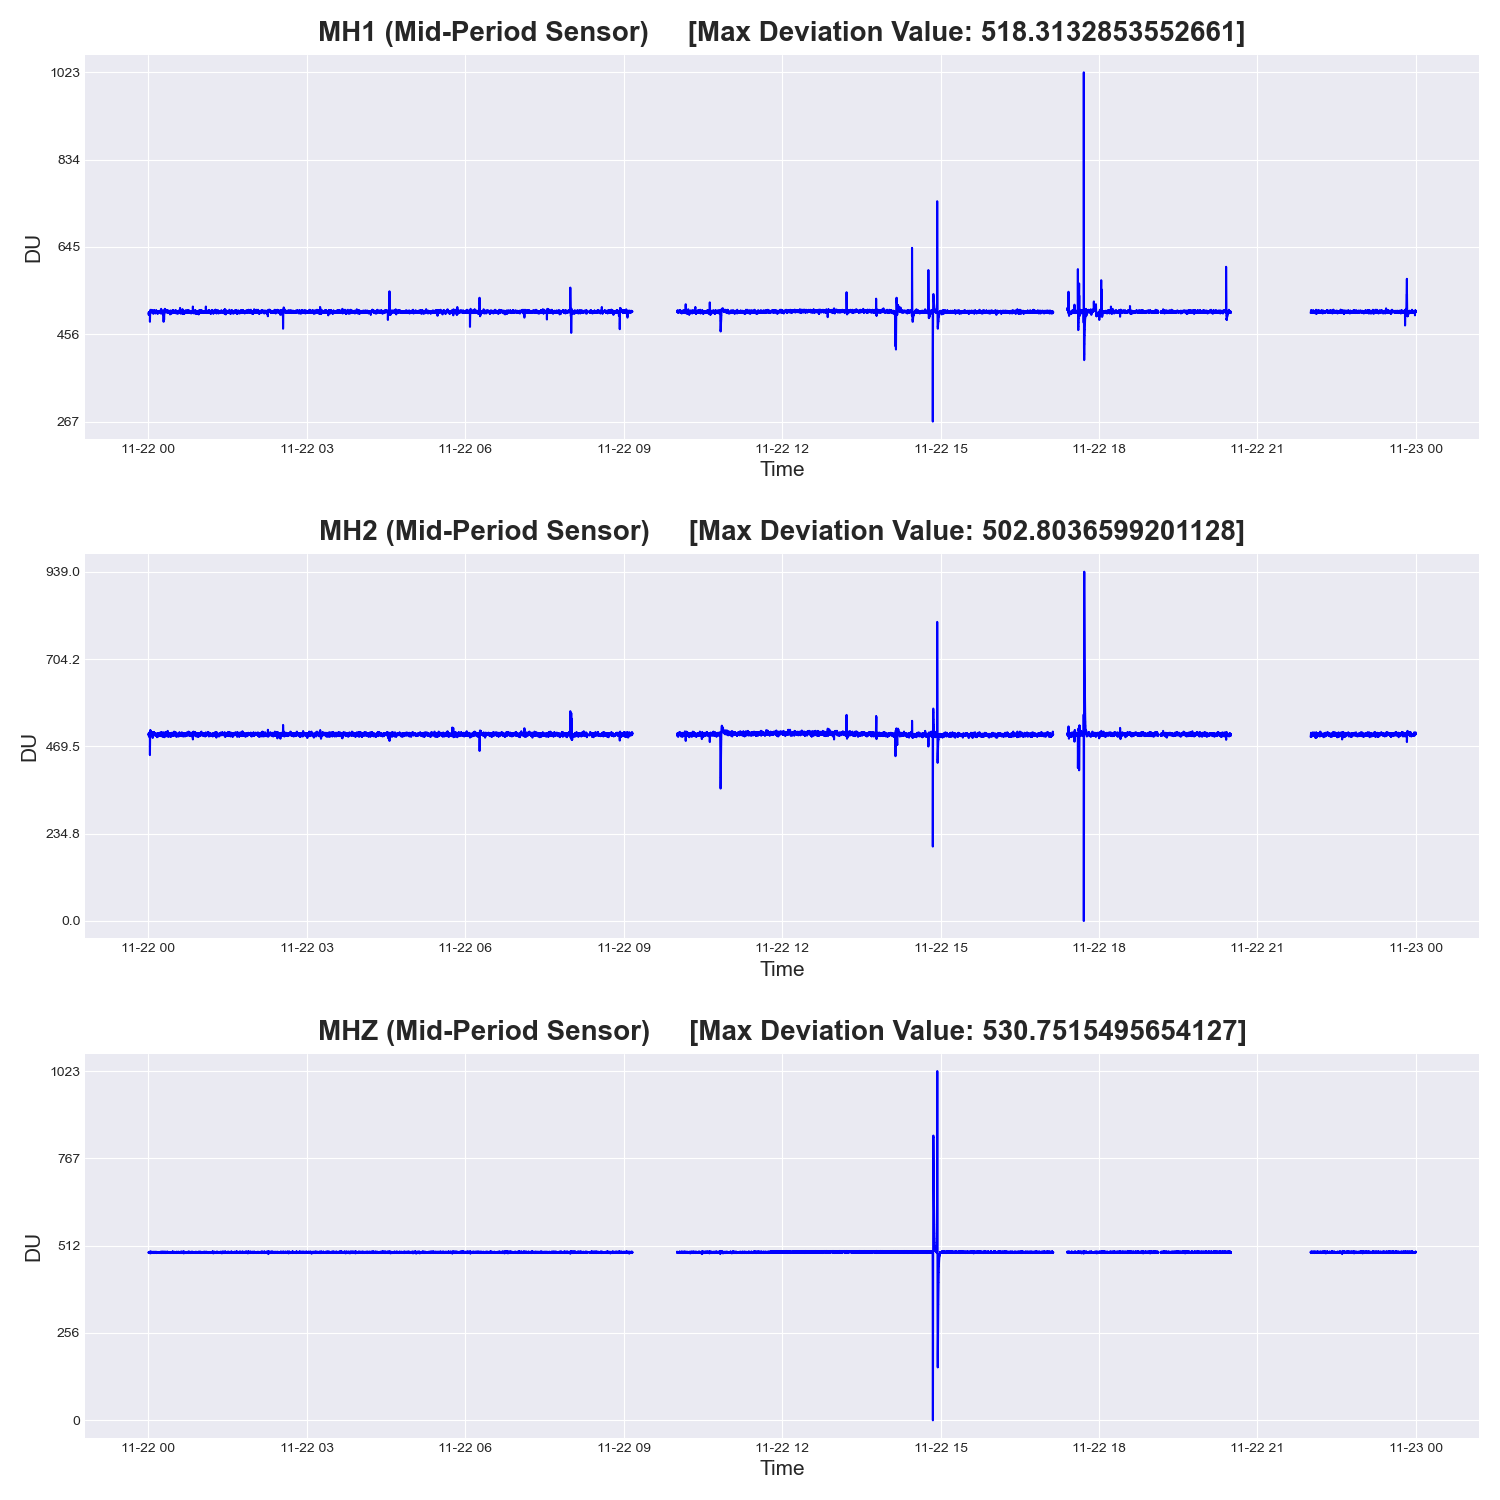 MH1 (Mid-Period Sensor) [Max Deviation Value: 518.3132853552661]
1023
834
645
456
267
DU
11-22 00 11-22 03 11-22 06 11-22 09 11-22 12 11-22 15 11-22 18 11-22 21 11-23 00
Time
MH2 (Mid-Period Sensor) [Max Deviation Value: 502.8036599201128]
939.0
704.2
469.5
234.8
0.0
DU
11-22 00 11-22 03 11-22 06 11-22 09 11-22 12 11-22 15 11-22 18 11-22 21 11-23 00
Time
MHZ (Mid-Period Sensor) [Max Deviation Value: 530.7515495654127]
1023
767
512
256
0
DU
11-22 00 11-22 03 11-22 06 11-22 09 11-22 12 11-22 15 11-22 18 11-22 21 11-23 00
Time